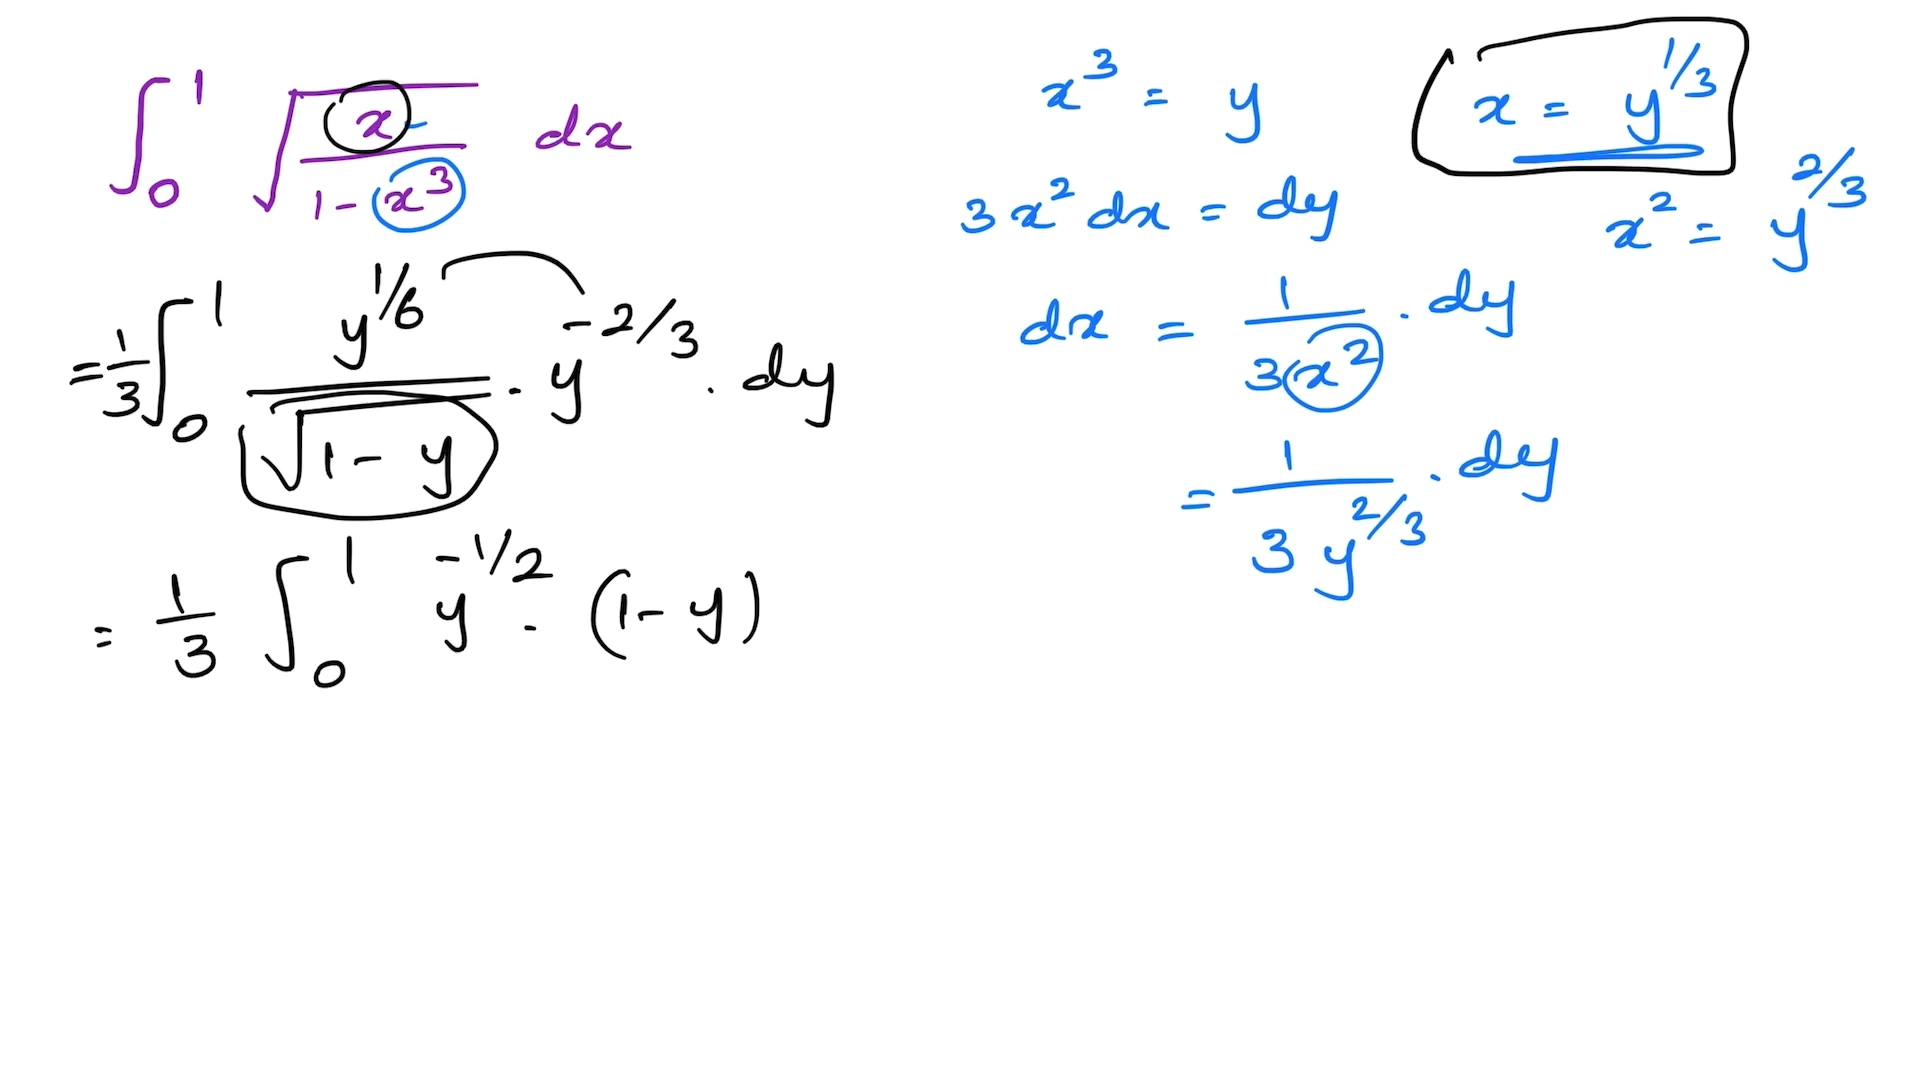 ∫₀¹ √(x / (1 - x³)) dx
= 1/3 ∫₀¹ y^(1/6) / √(1 - y) · y^(-2/3) · dy
= 1/3 ∫₀¹ y^(-1/2) · (1 - y)
x³ = y
x = y^(1/3)
3x² dx = dy
x² = y^(2/3)
dx = 1 / 3x² · dy
= 1 / 3 y^(2/3) · dy